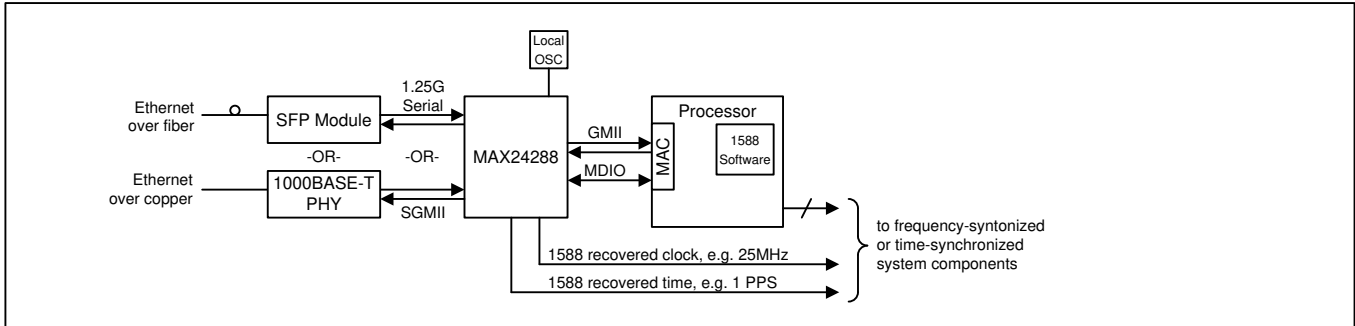 Local
OSC
1.25G
Serial
Ethernet
over fiber
SFP Module
-OR-
-OR-
Ethernet
over copper
1000BASE-T
PHY
SGMII
MAX24288
GMII
MDIO
MAC
Processor
1588
Software
1588 recovered clock, e.g. 25MHz
1588 recovered time, e.g. 1 PPS
to frequency-syntonized
or time-synchronized
system components